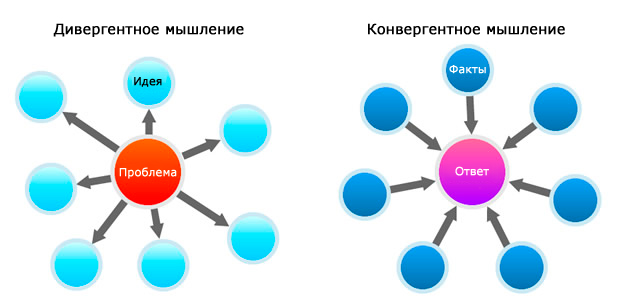 Дивергентное мышление
Конвергентное мышление
Идея
Проблема
Факты
Ответ